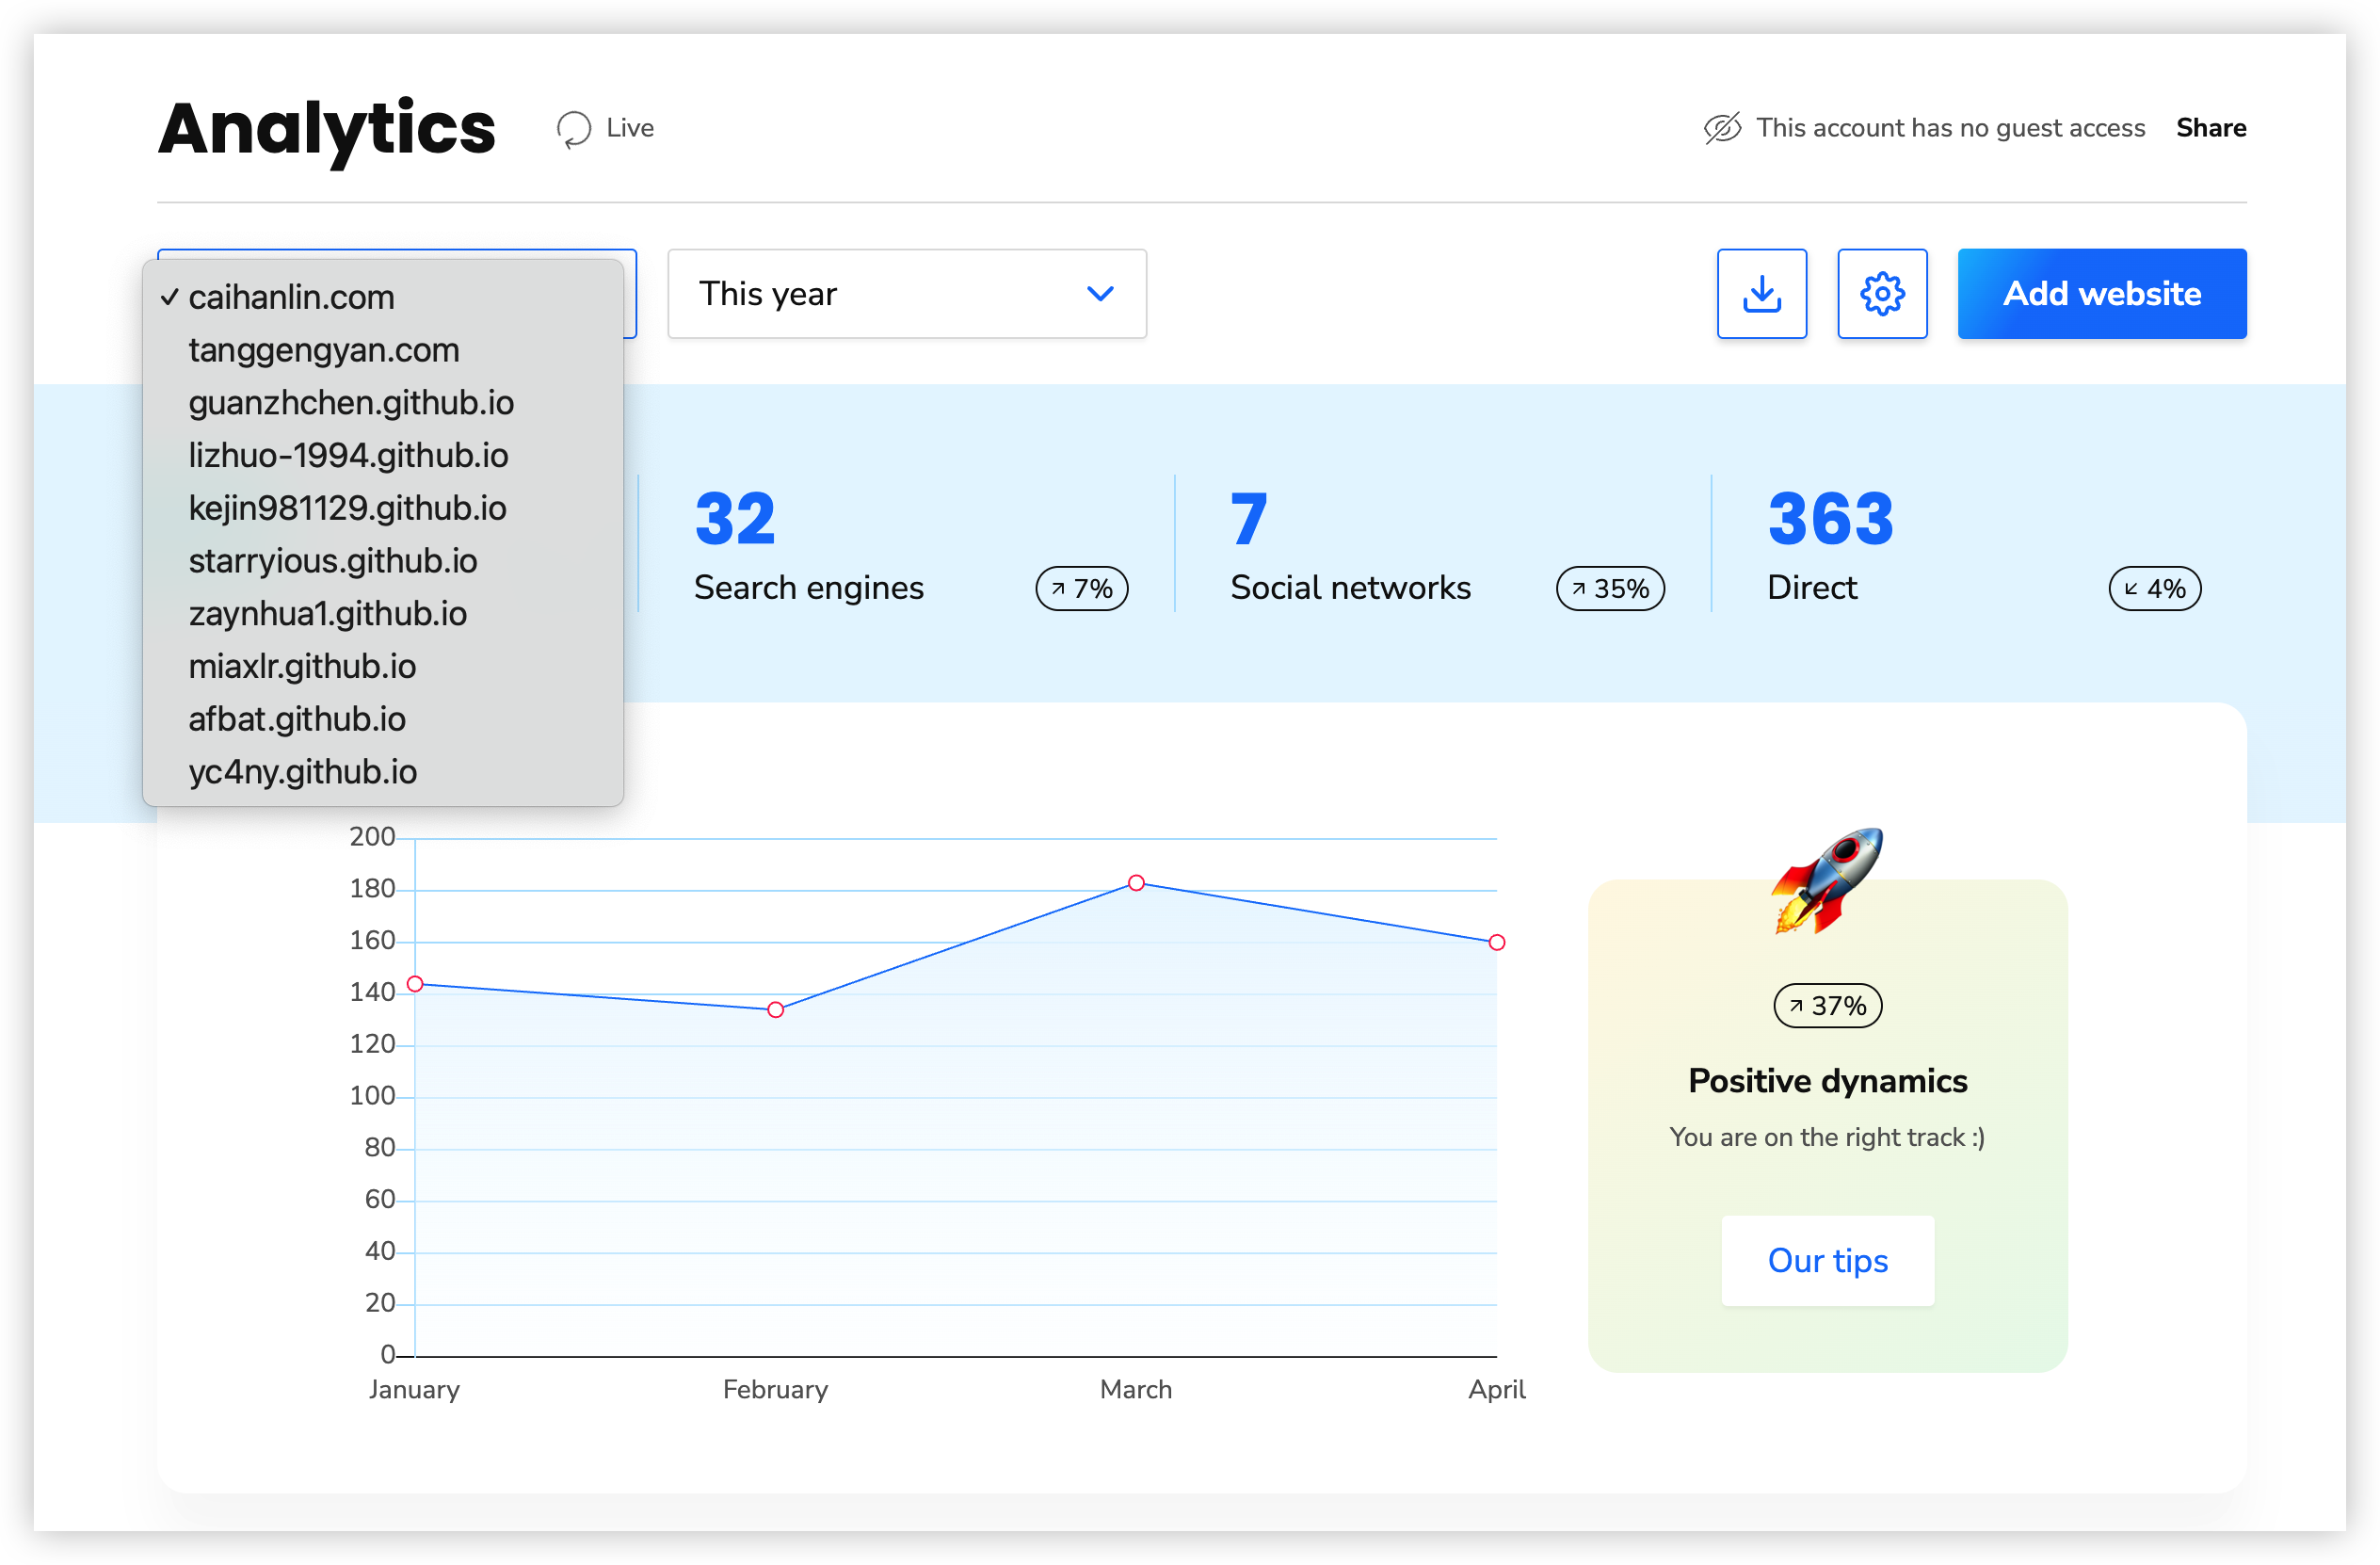 Analytics
Live
This account has no guest access
Share
✓ caihanlin.com
tanggengyan.com
guanzhchen.github.io
lizhuo-1994.github.io
kejin981129.github.io
starryious.github.io
zaynhua1.github.io
miaxlr.github.io
afbat.github.io
yc4ny.github.io
This year
Add website
32
Search engines
↗ 7%
7
Social networks
↗ 35%
363
Direct
↙ 4%
200
180
160
140
120
100
80
60
40
20
0
January February March April
↗ 37%
Positive dynamics
You are on the right track :)
Our tips